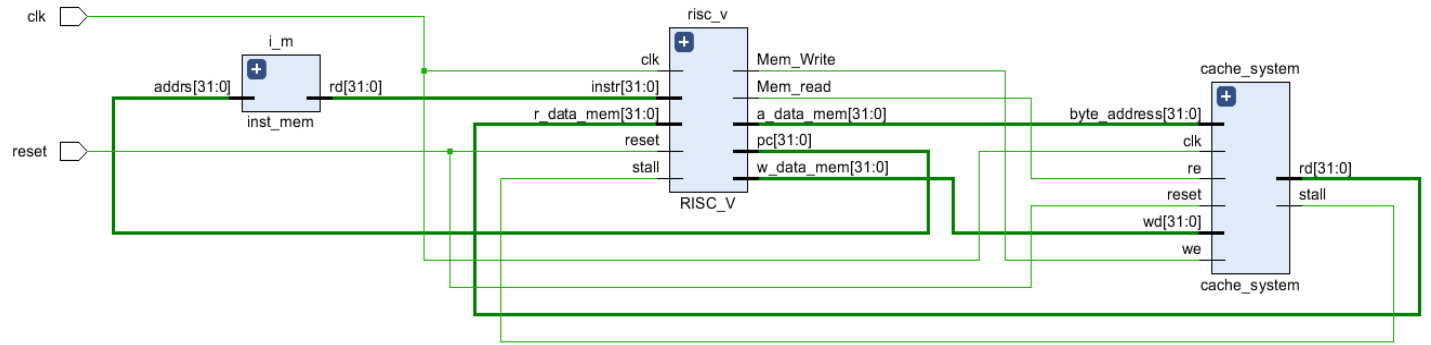 clk
reset
i_m
addrs[31:0]
rd[31:0]
inst_mem
risc_v
clk
instr[31:0]
r_data_mem[31:0]
reset
stall
Mem_Write
Mem_read
a_data_mem[31:0]
pc[31:0]
w_data_mem[31:0]
RISC_V
cache_system
byte_address[31:0]
clk
re
reset
wd[31:0]
we
rd[31:0]
stall
cache_system